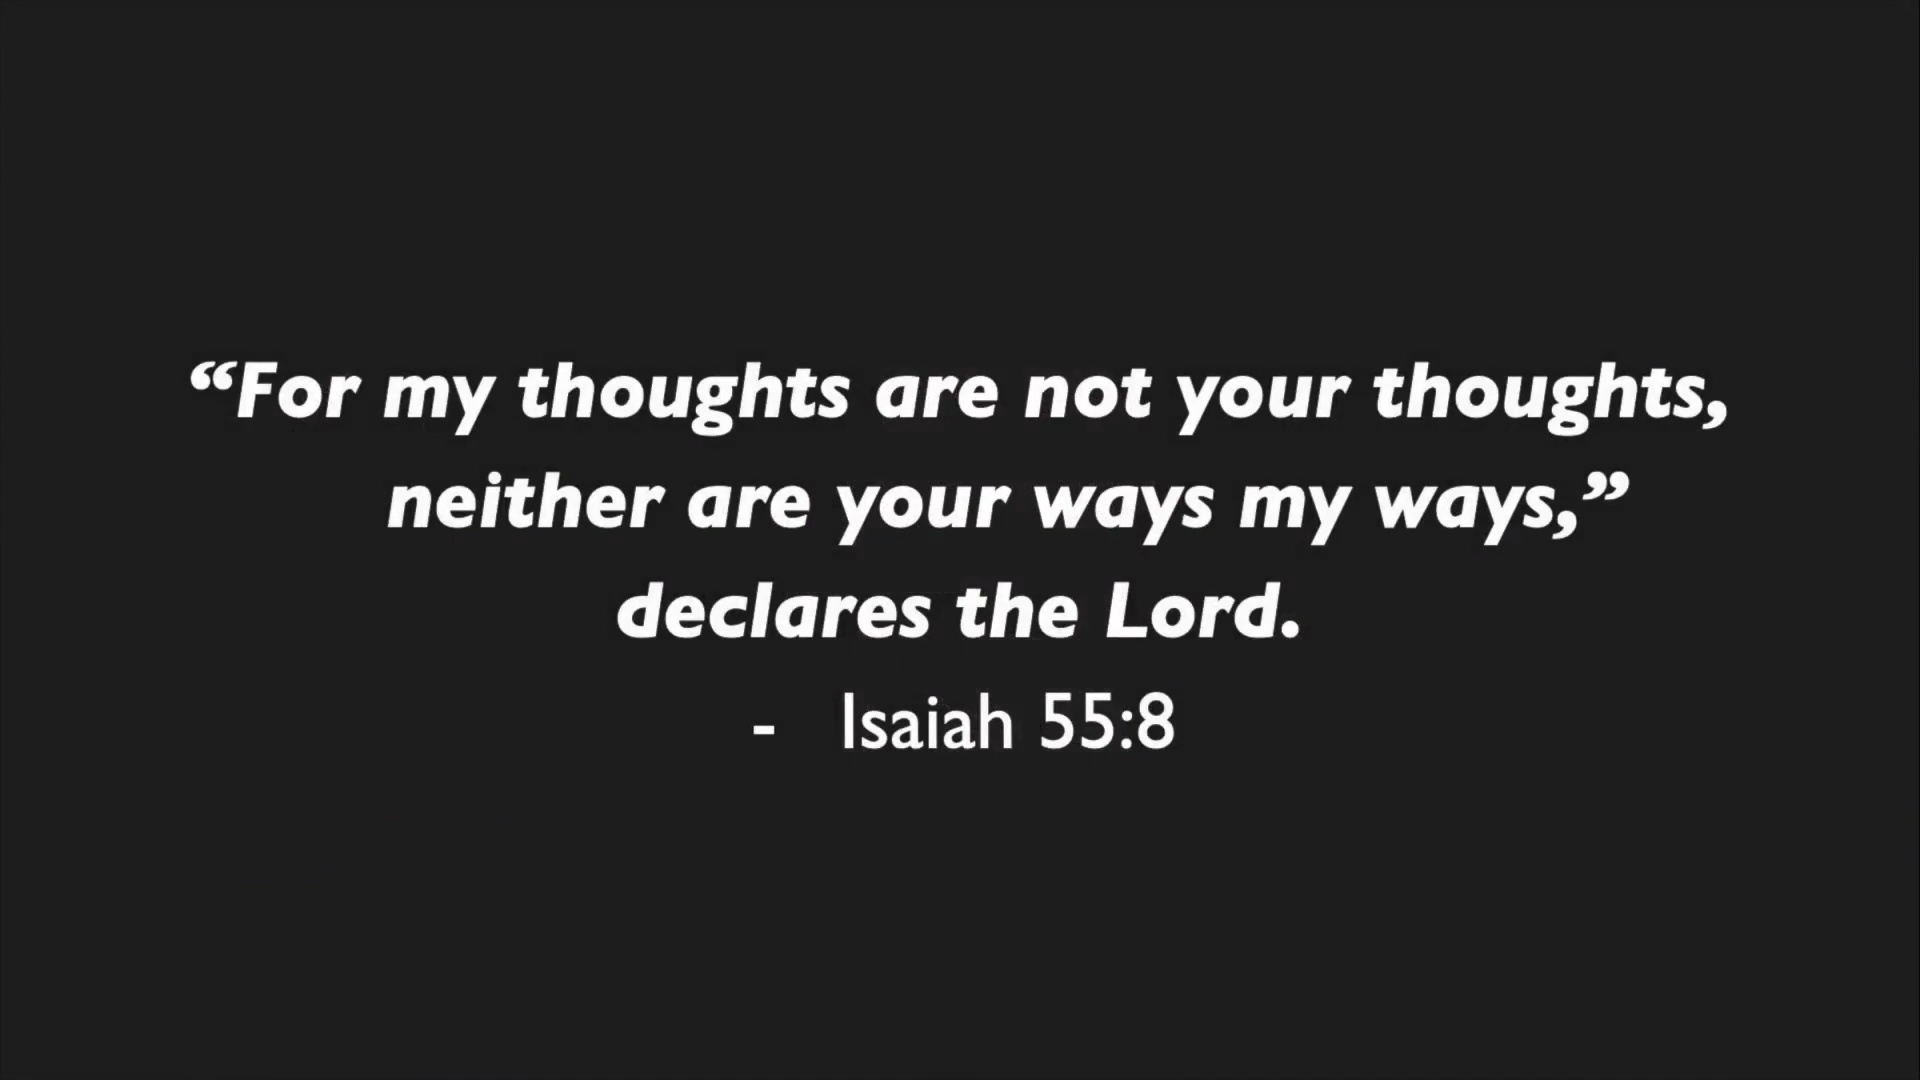 “For my thoughts are not your thoughts,
neither are your ways my ways,”
declares the Lord.
- Isaiah 55:8